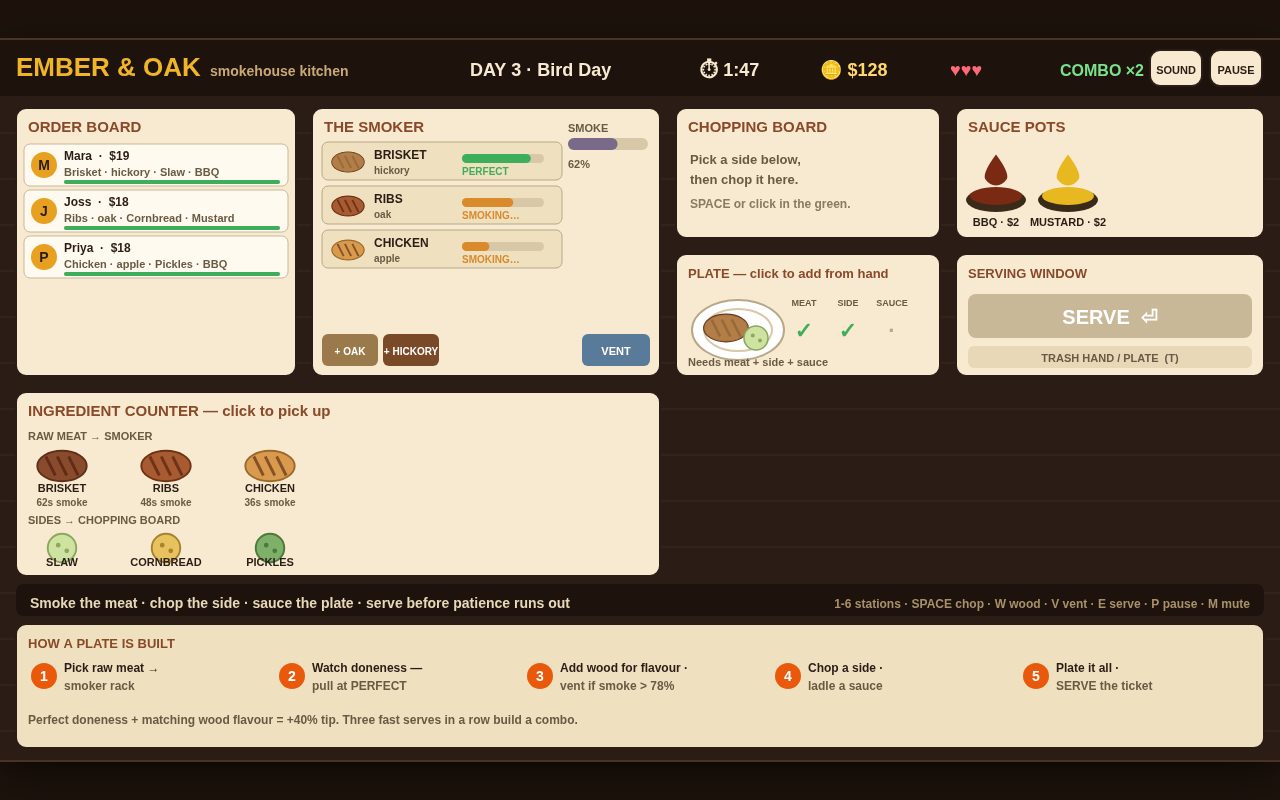 EMBER & OAK smokehouse kitchen
DAY 3 · Bird Day
⏱ 1:47
🪙 $128
♥♥♥
COMBO ×2
SOUND
PAUSE
ORDER BOARD
M
Mara · $19
Brisket · hickory · Slaw · BBQ
J
Joss · $18
Ribs · oak · Cornbread · Mustard
P
Priya · $18
Chicken · apple · Pickles · BBQ
THE SMOKER
SMOKE
62%
BRISKET
hickory
PERFECT
RIBS
oak
SMOKING…
CHICKEN
apple
SMOKING…
+ OAK
+ HICKORY
VENT
CHOPPING BOARD
Pick a side below,
then chop it here.
SPACE or click in the green.
SAUCE POTS
BBQ · $2
MUSTARD · $2
PLATE — click to add from hand
MEAT
SIDE
SAUCE
✓
✓
·
Needs meat + side + sauce
SERVING WINDOW
SERVE ⏎
TRASH HAND / PLATE (T)
INGREDIENT COUNTER — click to pick up
RAW MEAT → SMOKER
BRISKET
62s smoke
RIBS
48s smoke
CHICKEN
36s smoke
SIDES → CHOPPING BOARD
SLAW
CORNBREAD
PICKLES
Smoke the meat · chop the side · sauce the plate · serve before patience runs out
1-6 stations · SPACE chop · W wood · V vent · E serve · P pause · M mute
HOW A PLATE IS BUILT
1
Pick raw meat →
smoker rack
2
Watch doneness —
pull at PERFECT
3
Add wood for flavour ·
vent if smoke > 78%
4
Chop a side ·
ladle a sauce
5
Plate it all ·
SERVE the ticket
Perfect doneness + matching wood flavour = +40% tip. Three fast serves in a row build a combo.